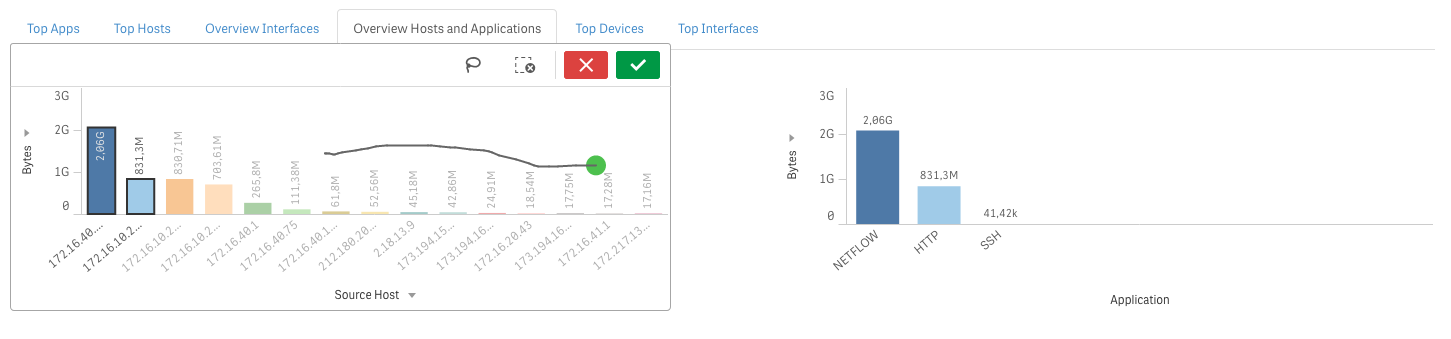 Top Apps
Top Hosts
Overview Interfaces
Overview Hosts and Applications
Top Devices
Top Interfaces
Bytes
3G
2G
1G
0
2,06G
831,3M
830,71M
703,61M
265,8M
111,38M
61,8M
52,56M
45,18M
42,86M
24,91M
18,54M
17,75M
17,28M
17,16M
172.16.40....
172.16.10.2...
172.16.10.2...
172.16.10.2...
172.16.40.1
172.16.40.75
172.16.40.1...
212.180.20...
2.18.13.9
173.194.15...
173.194.16...
172.16.20.43
173.194.16...
172.16.41.1
172.217.13...
Source Host
Bytes
3G
2G
1G
0
2,06G
831,3M
41,42k
NETFLOW
HTTP
SSH
Application